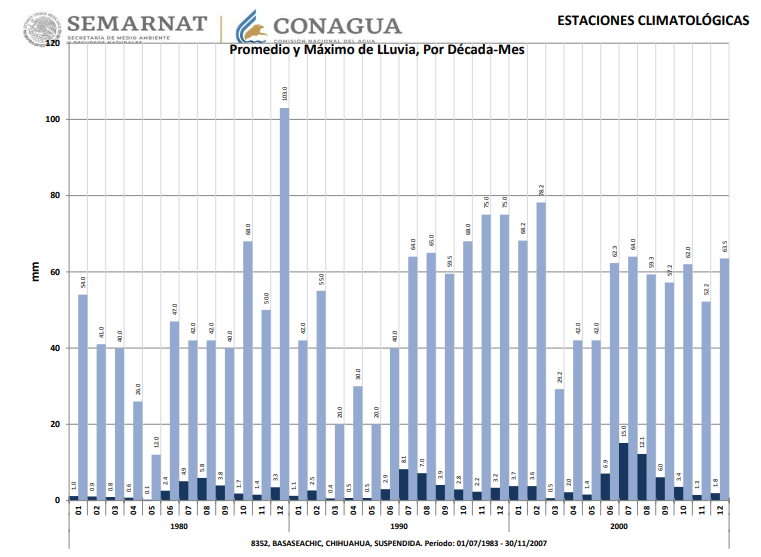 SEMARNAT
SECRETARÍA DE MEDIO AMBIENTE
Y RECURSOS NATURALES
CONAGUA
COMISIÓN NACIONAL DEL AGUA
ESTACIONES CLIMATOLÓGICAS
Promedio y Máximo de LLuvia, Por Década-Mes
mm
120
100
80
60
40
20
0
1.0 54.0 0.9 41.0 0.8 40.0 0.6 26.0 0.1 12.0 2.4 47.0 4.9 42.0 5.8 42.0 3.8 40.0 1.7 68.0 1.4 50.0 3.3 103.0
1.1 42.0 2.5 55.0 0.4 20.0 0.5 30.0 0.5 20.0 2.9 40.0 8.1 64.0 7.0 65.0 3.9 59.5 2.8 68.0 2.2 75.0 3.2 75.0
3.7 68.2 3.6 78.2 0.5 29.2 2.0 42.0 1.4 42.0 6.9 62.3 15.0 64.0 12.1 59.3 6.0 57.2 3.4 62.0 1.3 52.2 1.8 63.5
01 02 03 04 05 06 07 08 09 10 11 12 01 02 03 04 05 06 07 08 09 10 11 12 01 02 03 04 05 06 07 08 09 10 11 12
1980 1990 2000
8352, BASASEACHIC, CHIHUAHUA, SUSPENDIDA. Período: 01/07/1983 - 30/11/2007